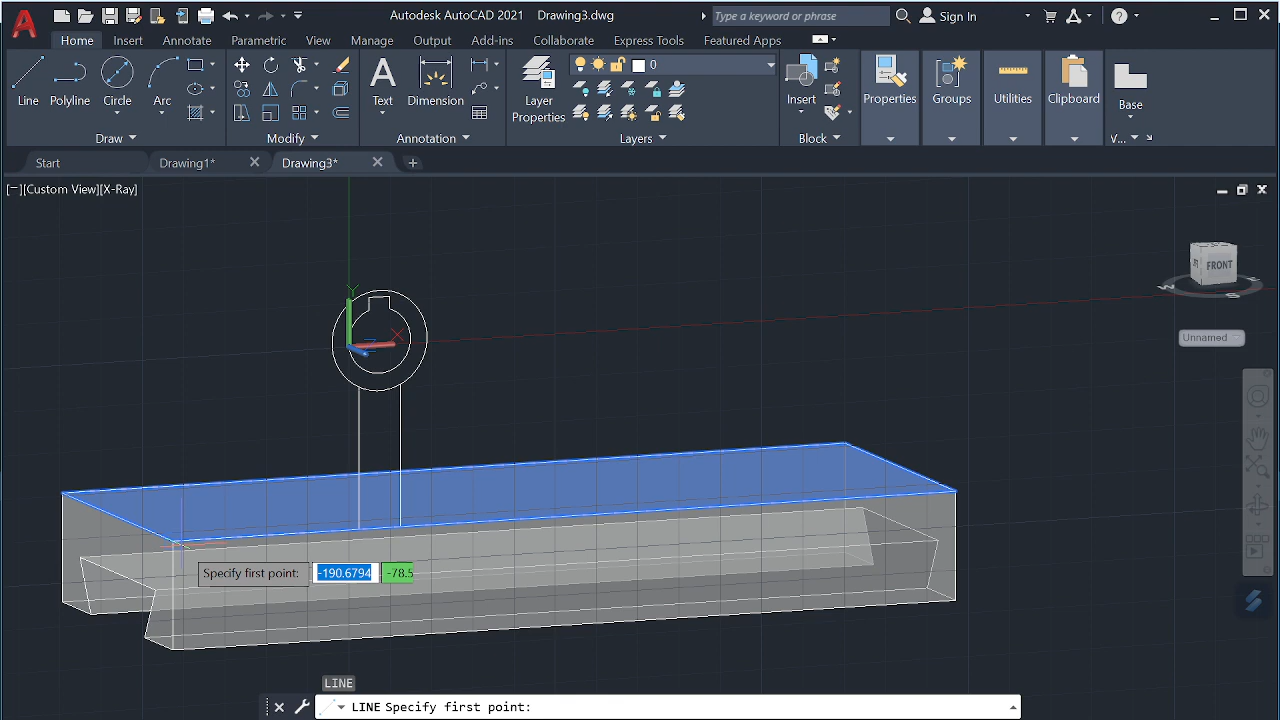 Autodesk AutoCAD 2021 Drawing3.dwg
Type a keyword or phrase
Sign In
Home Insert Annotate Parametric View Manage Output Add-ins Collaborate Express Tools Featured Apps
0
Line Polyline Circle Arc Text Dimension Layer Properties Insert Properties Groups Utilities Clipboard Base
Draw Modify Annotation Layers Block V...
Start Drawing1* Drawing3*
[−][Custom View][X-Ray]
FRONT
W S E
Unnamed
Y
X
Z
Specify first point: -190.6794 -78.5
LINE
LINE Specify first point: